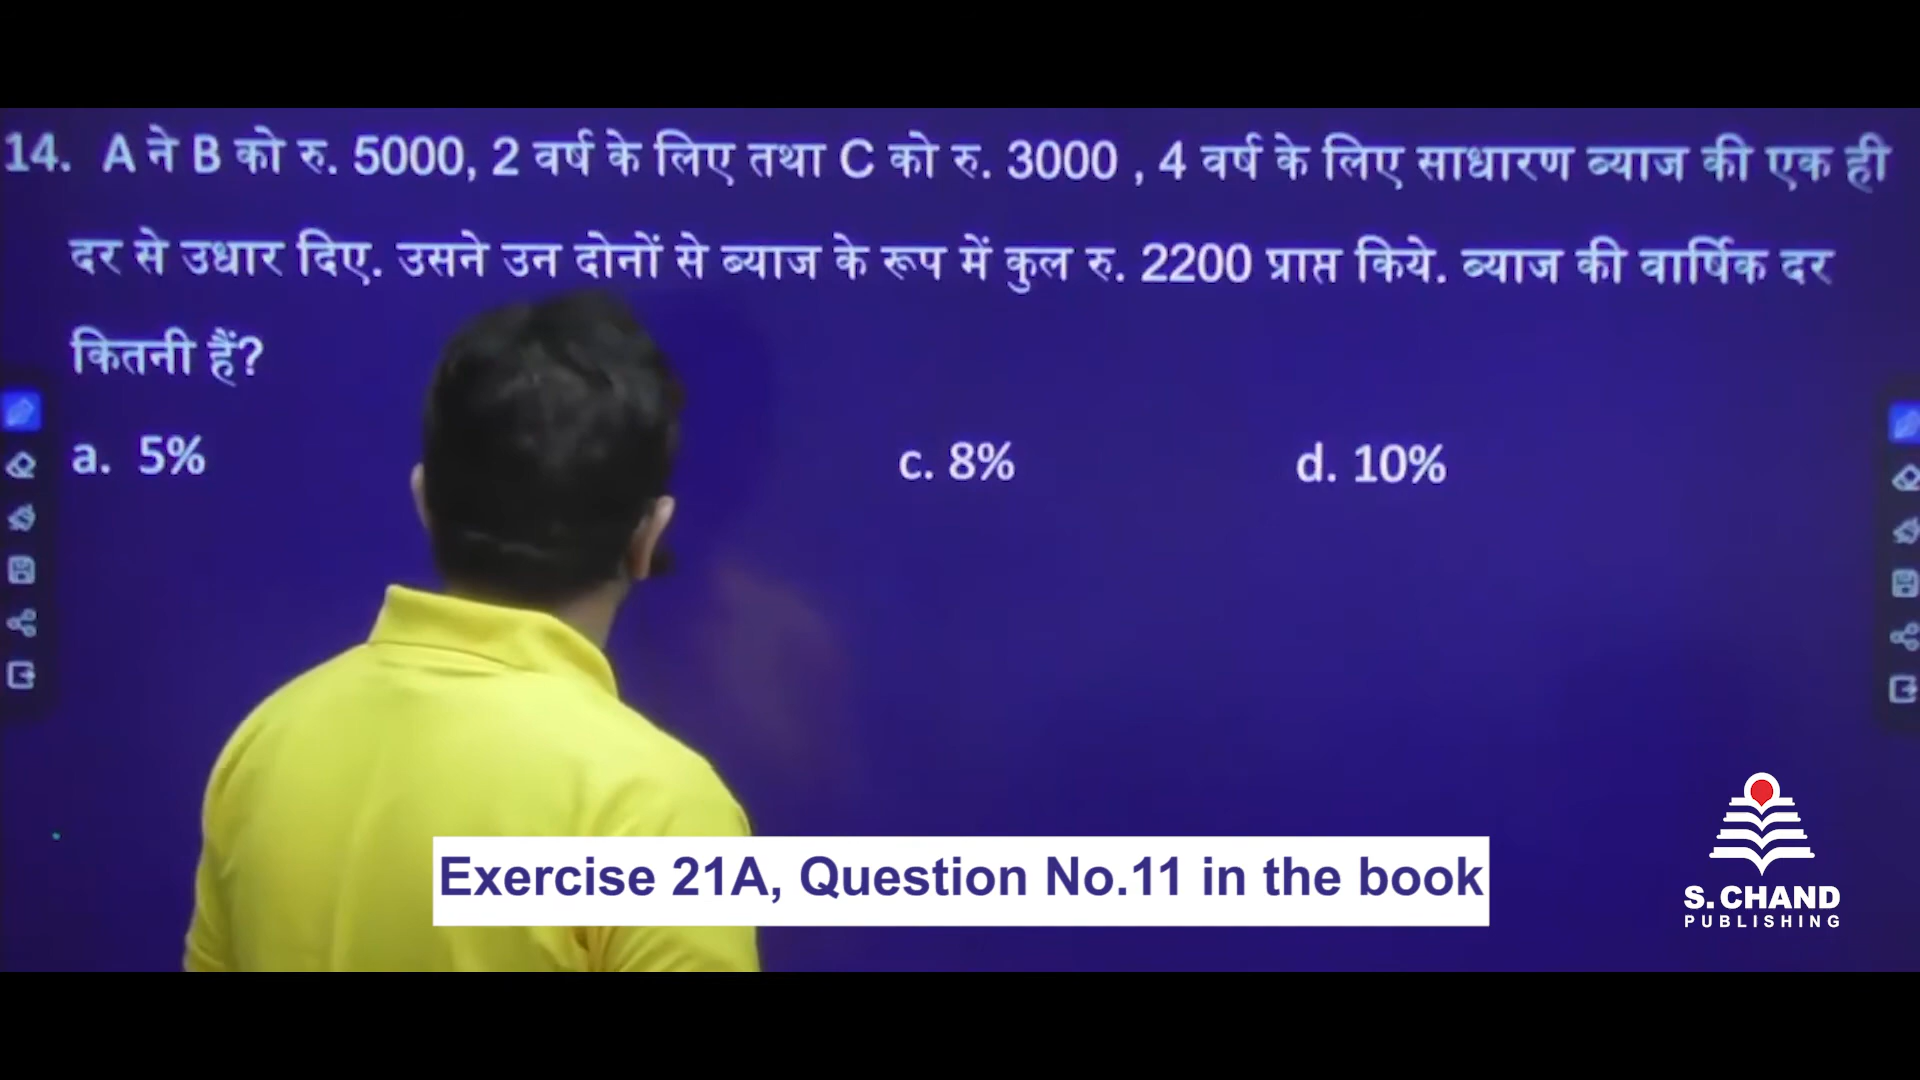 14. A ने B को रु. 5000, 2 वर्ष के लिए तथा C को रु. 3000 , 4 वर्ष के लिए साधारण ब्याज की एक ही
दर से उधार दिए. उसने उन दोनों से ब्याज के रूप में कुल रु. 2200 प्राप्त किये. ब्याज की वार्षिक दर
कितनी हैं?
a. 5% c. 8% d. 10%
Exercise 21A, Question No.11 in the book
S. CHAND
PUBLISHING